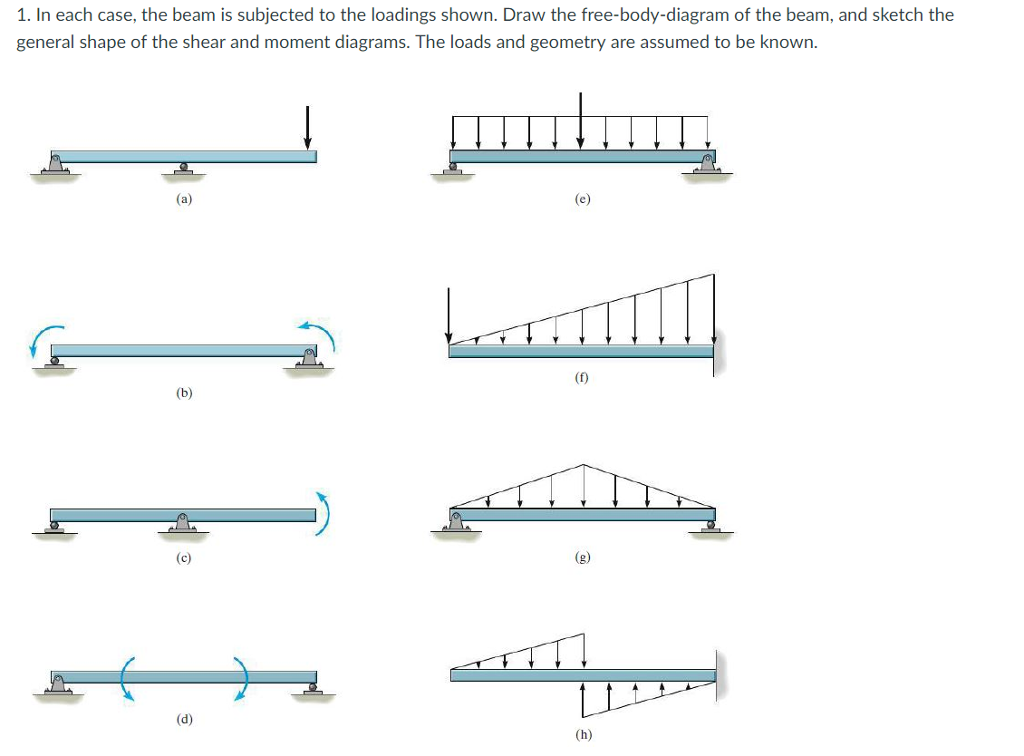 1. In each case, the beam is subjected to the loadings shown. Draw the free-body-diagram of the beam, and sketch the
general shape of the shear and moment diagrams. The loads and geometry are assumed to be known.
(a)
(e)
(b)
(f)
(c)
(g)
(d)
(h)